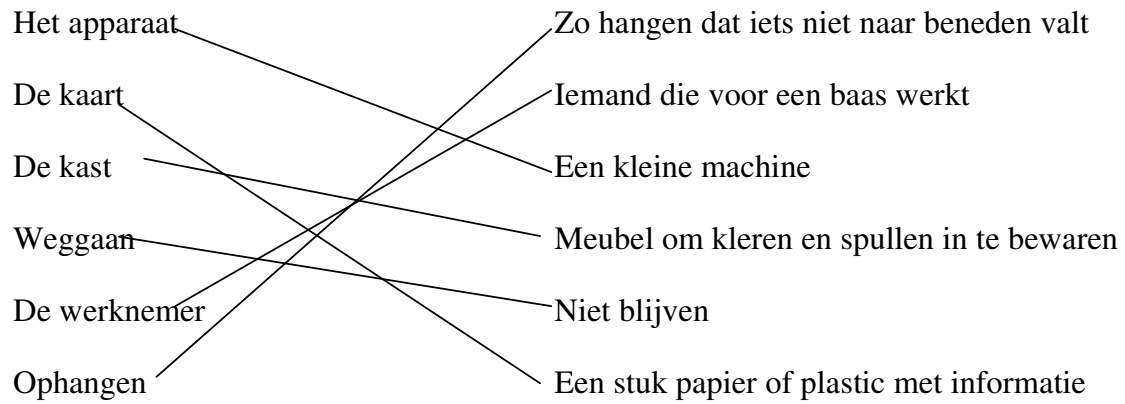 Het apparaat Zo hangen dat iets niet naar beneden valt
De kaart Iemand die voor een baas werkt
De kast Een kleine machine
Weggaan Meubel om kleren en spullen in te bewaren
De werknemer Niet blijven
Ophangen Een stuk papier of plastic met informatie